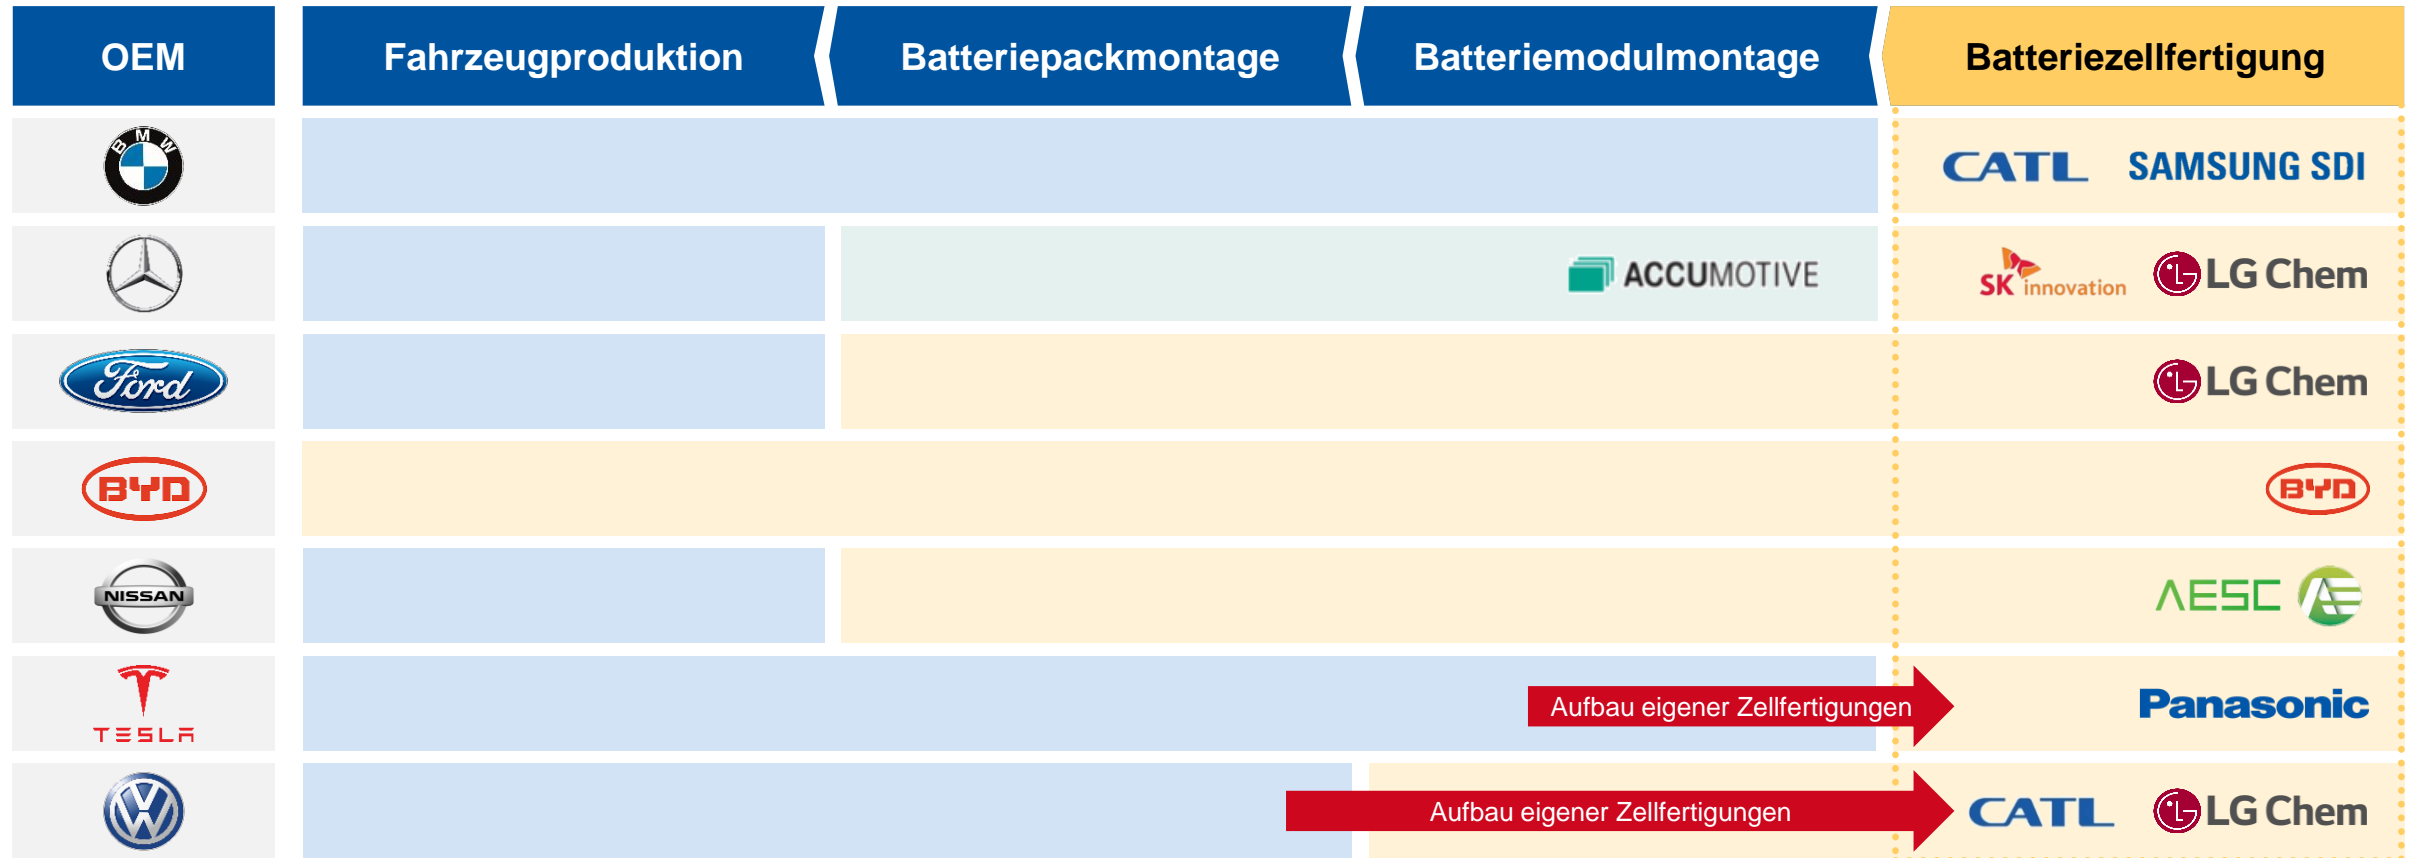 OEM
Fahrzeugproduktion
Batteriepackmontage
Batteriemodulmontage
Batteriezellfertigung
BMW
CATL
SAMSUNG SDI
ACCUMOTIVE
SK innovation
LG Chem
Ford
LG Chem
BYD
BYD
NISSAN
AESC
TESLA
Aufbau eigener Zellfertigungen
Panasonic
VW
Aufbau eigener Zellfertigungen
CATL
LG Chem